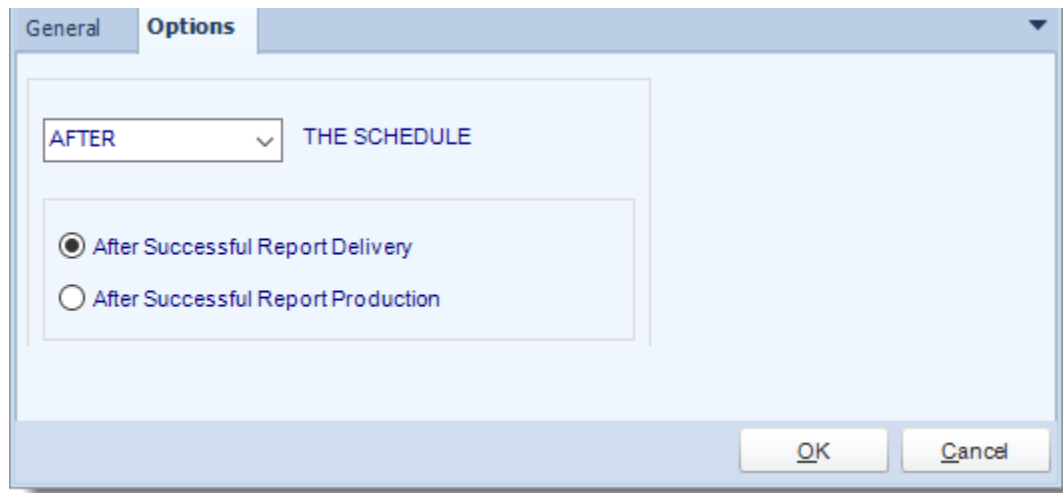 General Options
AFTER THE SCHEDULE
After Successful Report Delivery
After Successful Report Production
OK Cancel